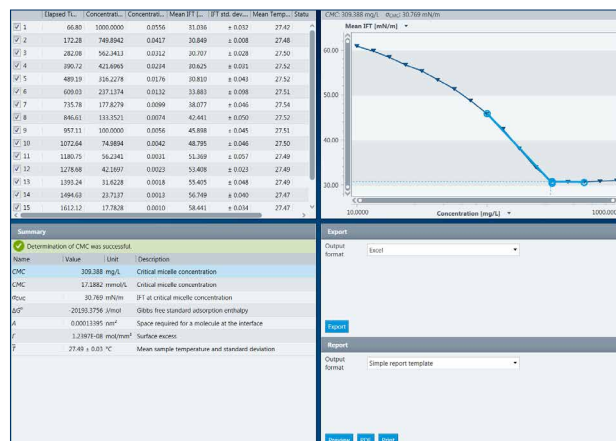 Elapsed Ti... Concentrati... Concentrati... Mean IFT [... IFT std. dev.... Mean Temp... Statu
1 66.80 1000.0000 0.0556 31.036 ± 0.032 27.42
2 172.28 749.8942 0.0417 30.849 ± 0.008 27.48
3 282.08 562.3413 0.0312 30.707 ± 0.028 27.50
4 390.72 421.6965 0.0234 30.625 ± 0.031 27.52
5 489.19 316.2278 0.0176 30.810 ± 0.043 27.52
6 609.03 237.1374 0.0132 33.883 ± 0.098 27.51
7 735.78 177.8279 0.0099 38.077 ± 0.046 27.54
8 846.61 133.3521 0.0074 42.441 ± 0.050 27.52
9 957.11 100.0000 0.0056 45.898 ± 0.045 27.51
10 1072.64 74.9894 0.0042 48.795 ± 0.046 27.50
11 1180.75 56.2341 0.0031 51.369 ± 0.057 27.49
12 1278.68 42.1697 0.0023 53.408 ± 0.023 27.49
13 1393.24 31.6228 0.0018 55.405 ± 0.048 27.49
14 1494.63 23.7137 0.0013 56.749 ± 0.040 27.47
15 1612.12 17.7828 0.0010 58.441 ± 0.034 27.47
CMC: 309.388 mg/L σCMC: 30.769 mN/m
Mean IFT [mN/m]
60.00
50.00
40.00
30.00
10.0000 Concentration [mg/L] 1000.0
Summary
Determination of CMC was successful.
Name Value Unit Description
CMC 309.388 mg/L Critical micelle concentration
CMC 17.1882 mmol/L Critical micelle concentration
σCMC 30.769 mN/m IFT at critical micelle concentration
ΔG° -20193.3756 J/mol Gibbs free standard adsorption enthalpy
A 0.00013395 nm² Space required for a molecule at the interface
Γ 1.2397E-08 mol/mm² Surface excess
T 27.49 ± 0.03 °C Mean sample temperature and standard deviation
Export
Output format Excel
Export
Report
Output format Simple report template
Preview PDF Print